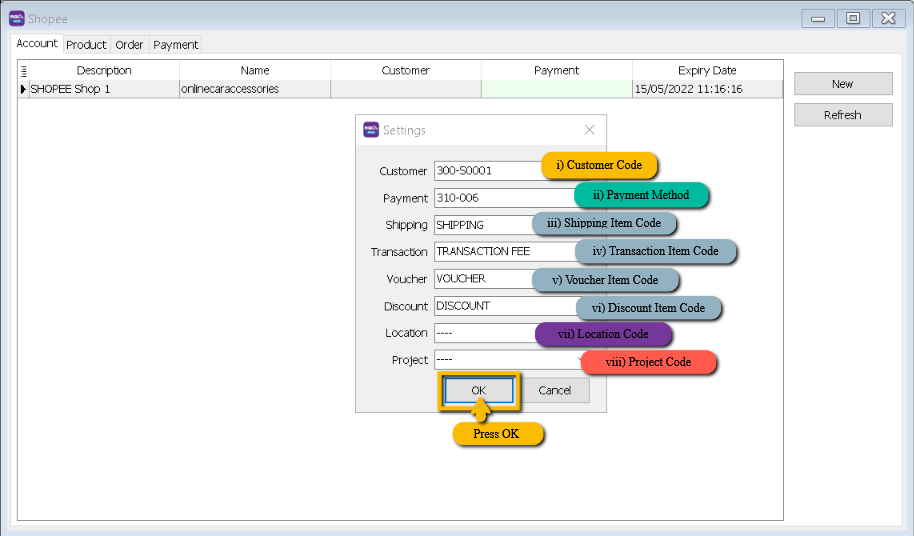 Shopee
Account Product Order Payment
Description Name Customer Payment Expiry Date
SHOPEE Shop 1 onlinecaraccessories 15/05/2022 11:16:16
New
Refresh
Settings
Customer 300-S0001 i) Customer Code
Payment 310-006 ii) Payment Method
Shipping SHIPPING iii) Shipping Item Code
Transaction TRANSACTION FEE iv) Transaction Item Code
Voucher VOUCHER v) Voucher Item Code
Discount DISCOUNT vi) Discount Item Code
Location ---- vii) Location Code
Project ---- viii) Project Code
OK Cancel
Press OK